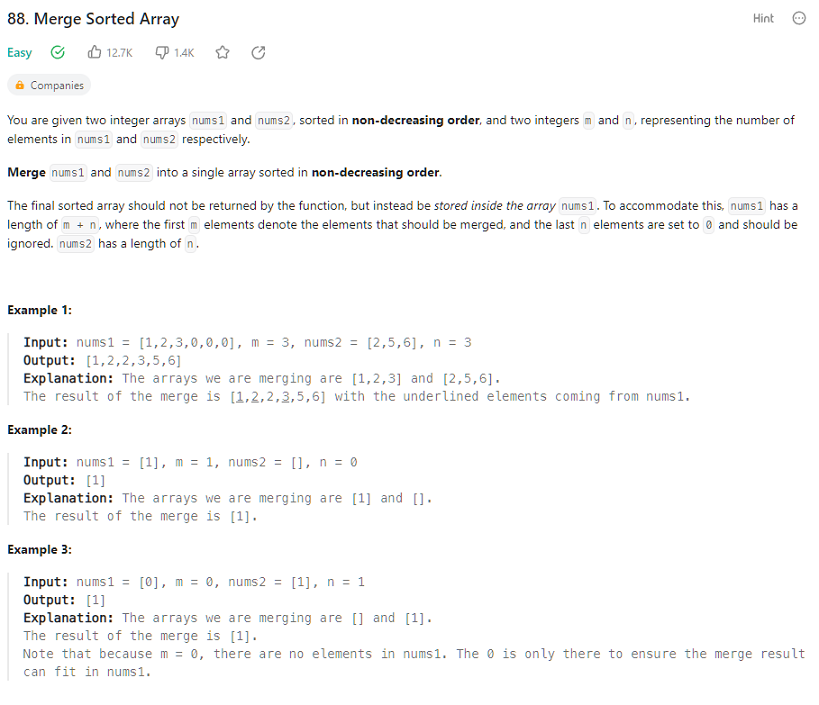 88. Merge Sorted Array
Hint
Easy 12.7K 1.4K
Companies
You are given two integer arrays nums1 and nums2, sorted in non-decreasing order, and two integers m and n, representing the number of
elements in nums1 and nums2 respectively.
Merge nums1 and nums2 into a single array sorted in non-decreasing order.
The final sorted array should not be returned by the function, but instead be stored inside the array nums1. To accommodate this, nums1 has a
length of m + n, where the first m elements denote the elements that should be merged, and the last n elements are set to 0 and should be
ignored. nums2 has a length of n.
Example 1:
Input: nums1 = [1,2,3,0,0,0], m = 3, nums2 = [2,5,6], n = 3
Output: [1,2,2,3,5,6]
Explanation: The arrays we are merging are [1,2,3] and [2,5,6].
The result of the merge is [1,2,2,3,5,6] with the underlined elements coming from nums1.
Example 2:
Input: nums1 = [1], m = 1, nums2 = [], n = 0
Output: [1]
Explanation: The arrays we are merging are [1] and [].
The result of the merge is [1].
Example 3:
Input: nums1 = [0], m = 0, nums2 = [1], n = 1
Output: [1]
Explanation: The arrays we are merging are [] and [1].
The result of the merge is [1].
Note that because m = 0, there are no elements in nums1. The 0 is only there to ensure the merge result
can fit in nums1.